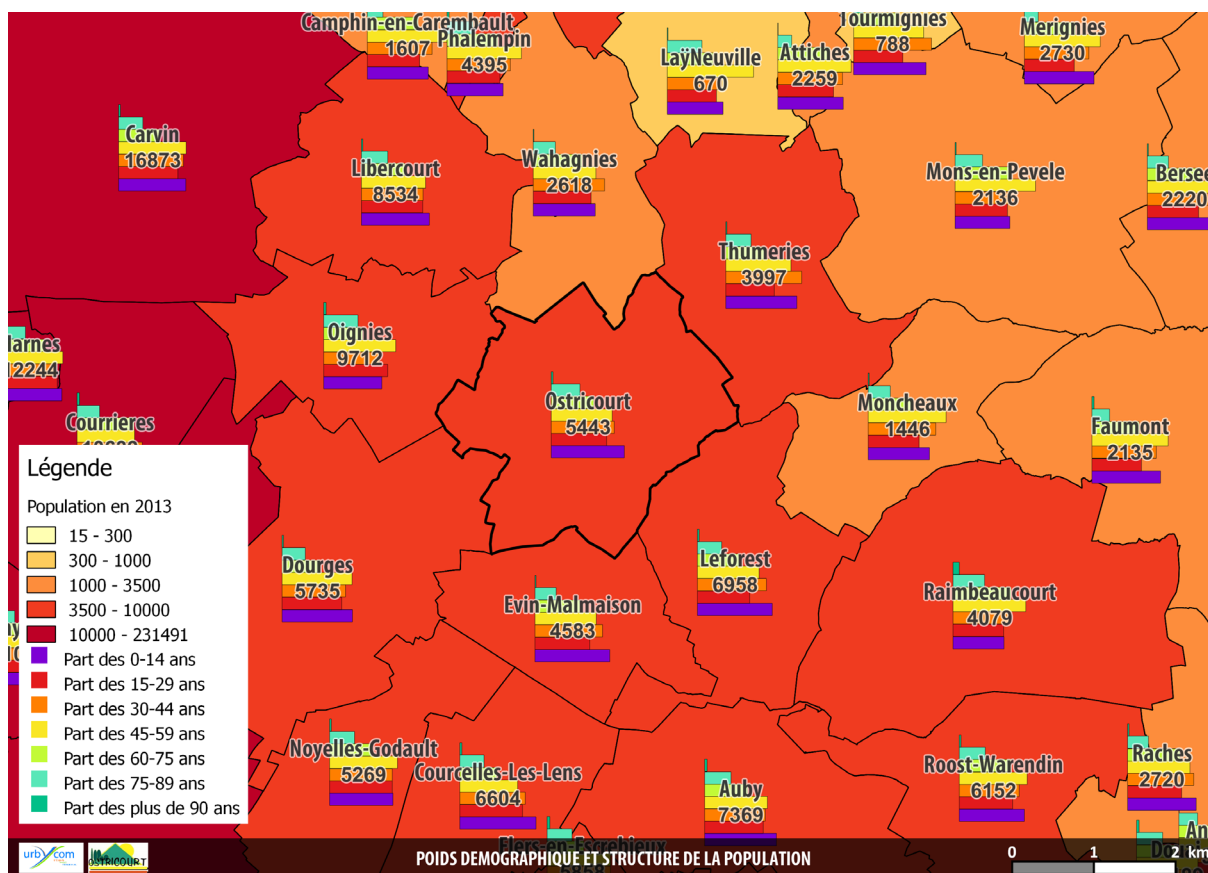 Camphin-en-Carembault
1607
Phalempin
4395
LaÿNeuville
670
Attiches
2259
Tourmignies
788
Merignies
2730
Carvin
16873
Libercourt
8534
Wahagnies
2618
Mons-en-Pevele
2136
2220
Thumeries
3997
Oignies
9712
12244
Courrieres
Ostricourt
5443
Moncheaux
1446
Faumont
2135
Légende
Population en 2013
15 - 300
300 - 1000
1000 - 3500
3500 - 10000
10000 - 231491
Part des 0-14 ans
Part des 15-29 ans
Part des 30-44 ans
Part des 45-59 ans
Part des 60-75 ans
Part des 75-89 ans
Part des plus de 90 ans
Dourges
5735
Evin-Malmaison
4583
Leforest
6958
Raimbeaucourt
4079
Noyelles-Godault
5269
Courcelles-Les-Lens
6604
Auby
7369
Roost-Warendin
6152
Raches
2720
Flers-en-Escrebieux
urbycom
OSTRICOURT
POIDS DEMOGRAPHIQUE ET STRUCTURE DE LA POPULATION
0 1 2 km